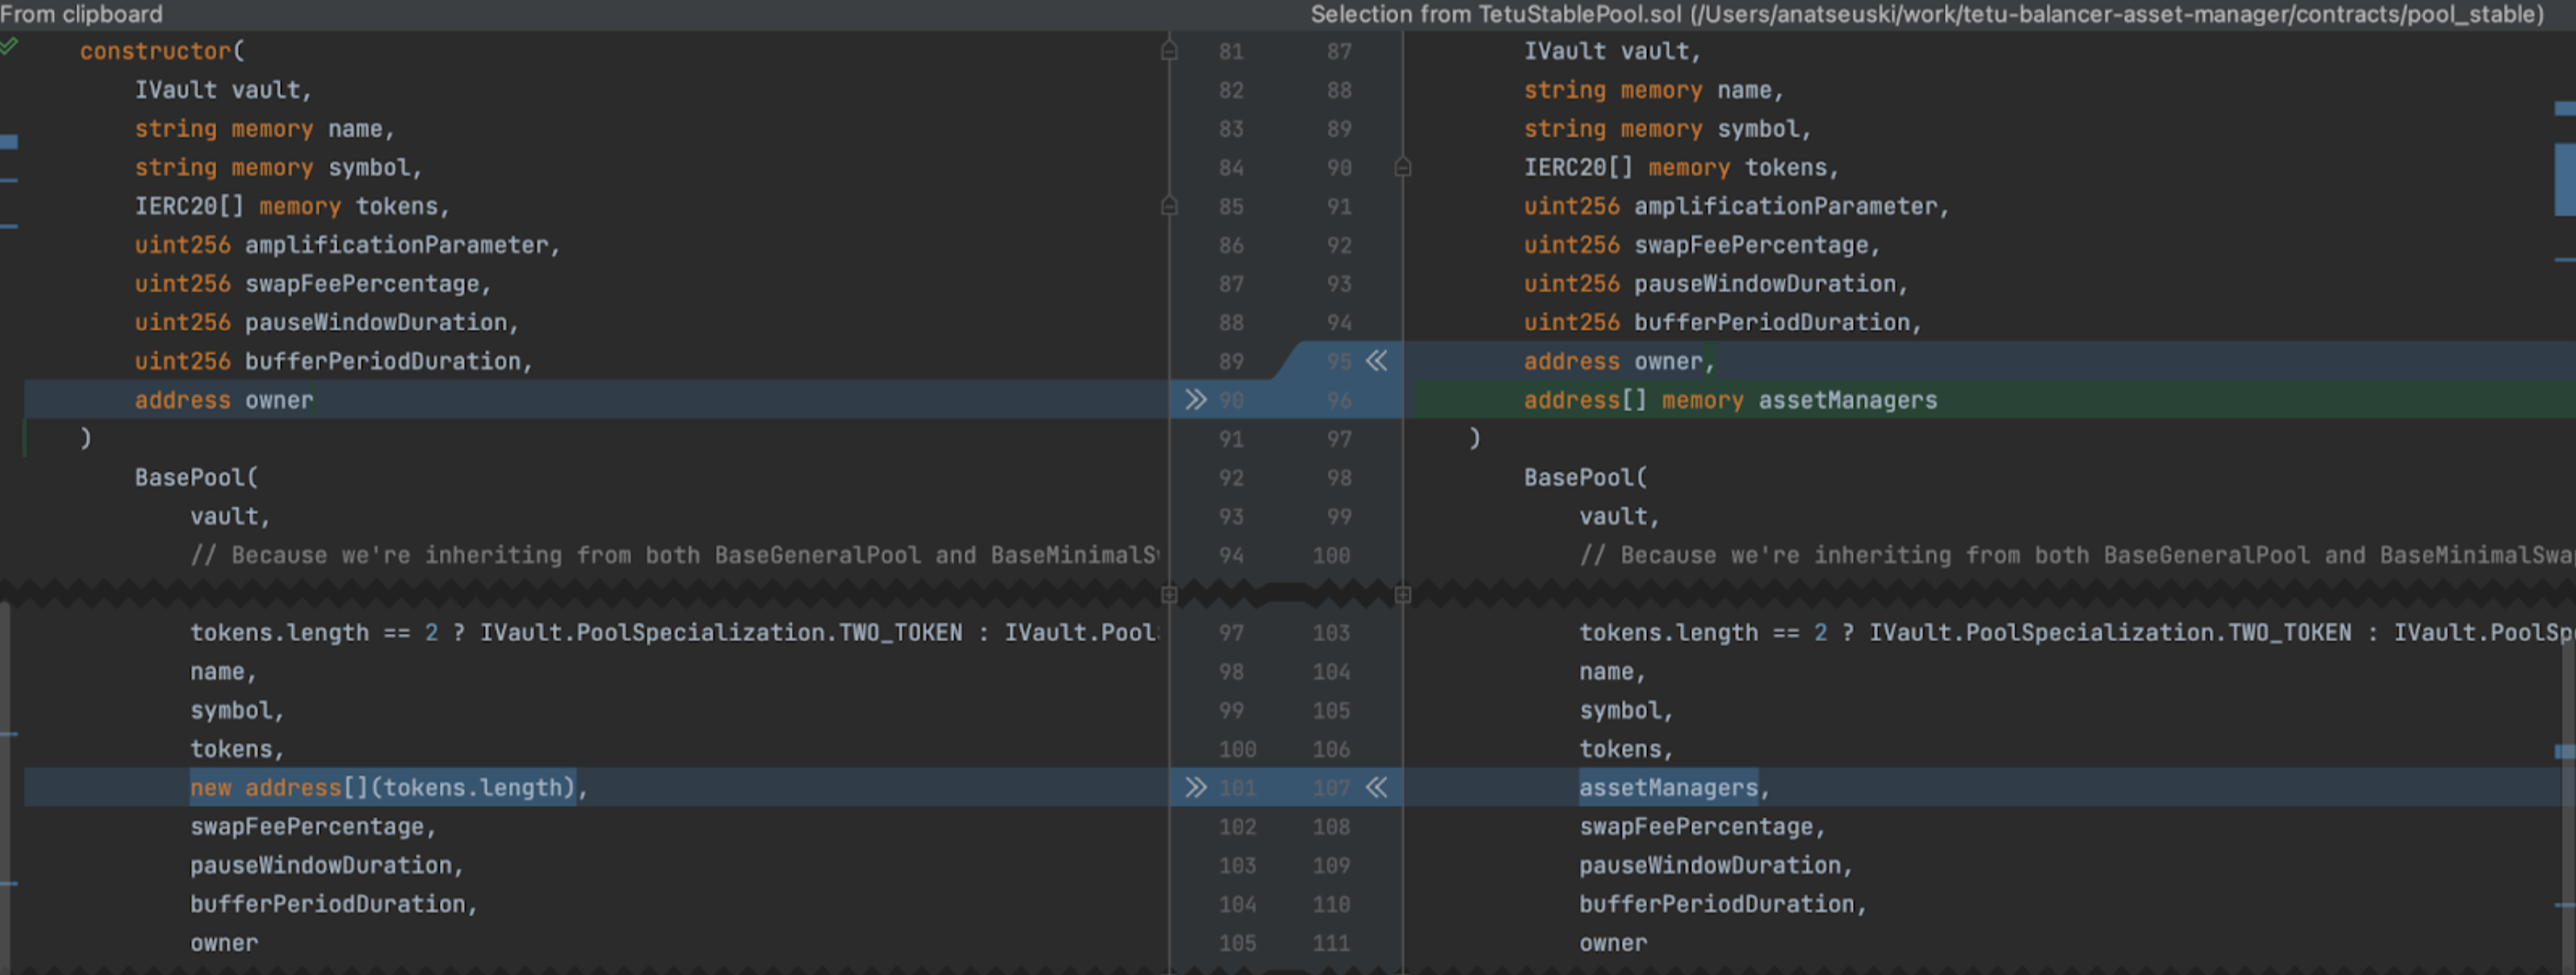 From clipboard
Selection from TetuStablePool.sol (/Users/anatseuski/work/tetu-balancer-asset-manager/contracts/pool_stable)
constructor(
IVault vault,
string memory name,
string memory symbol,
IERC20[] memory tokens,
uint256 amplificationParameter,
uint256 swapFeePercentage,
uint256 pauseWindowDuration,
uint256 bufferPeriodDuration,
address owner
)
BasePool(
vault,
// Because we're inheriting from both BaseGeneralPool and BaseMinimalS
tokens.length == 2 ? IVault.PoolSpecialization.TWO_TOKEN : IVault.Pool
name,
symbol,
tokens,
new address[](tokens.length),
swapFeePercentage,
pauseWindowDuration,
bufferPeriodDuration,
owner
81 87
82 88
83 89
84 90
85 91
86 92
87 93
88 94
89 95 «
» 90 96
91 97
92 98
93 99
94 100
97 103
98 104
99 105
100 106
» 101 107 «
102 108
103 109
104 110
105 111
IVault vault,
string memory name,
string memory symbol,
IERC20[] memory tokens,
uint256 amplificationParameter,
uint256 swapFeePercentage,
uint256 pauseWindowDuration,
uint256 bufferPeriodDuration,
address owner,
address[] memory assetManagers
)
BasePool(
vault,
// Because we're inheriting from both BaseGeneralPool and BaseMinimalSwa
tokens.length == 2 ? IVault.PoolSpecialization.TWO_TOKEN : IVault.PoolSp
name,
symbol,
tokens,
assetManagers,
swapFeePercentage,
pauseWindowDuration,
bufferPeriodDuration,
owner